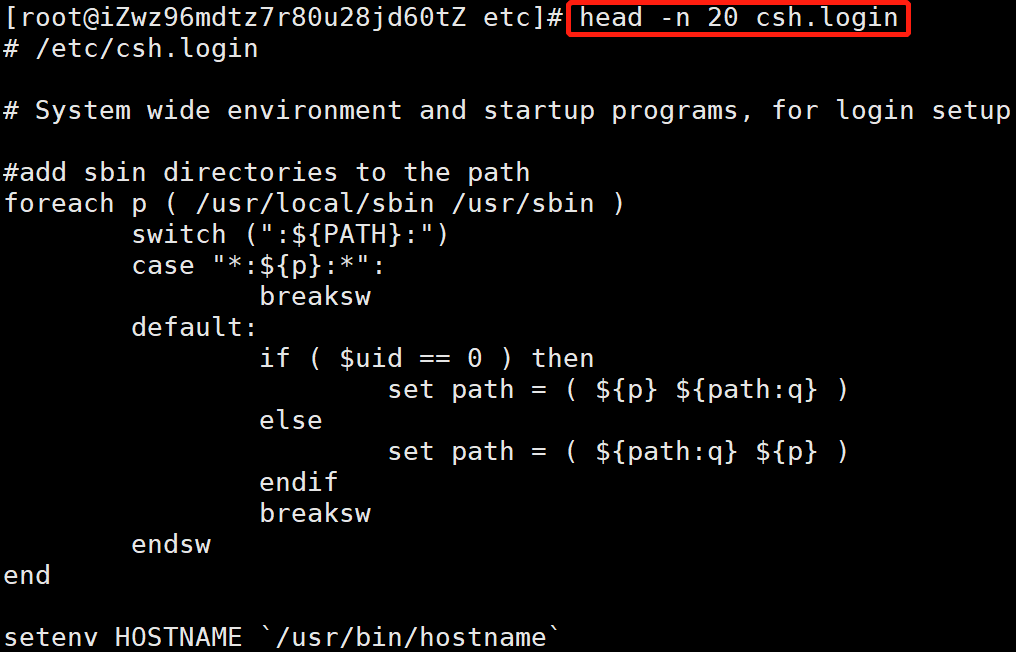 [root@iZwz96mdtz7r80u28jd60tZ etc]# head -n 20 csh.login
# /etc/csh.login

# System wide environment and startup programs, for login setup

#add sbin directories to the path
foreach p ( /usr/local/sbin /usr/sbin )
        switch (":${PATH}:")
        case "*:${p}:*":
                breaksw
        default:
                if ( $uid == 0 ) then
                        set path = ( ${p} ${path:q} )
                else
                        set path = ( ${path:q} ${p} )
                endif
                breaksw
        endsw
end

setenv HOSTNAME `/usr/bin/hostname`